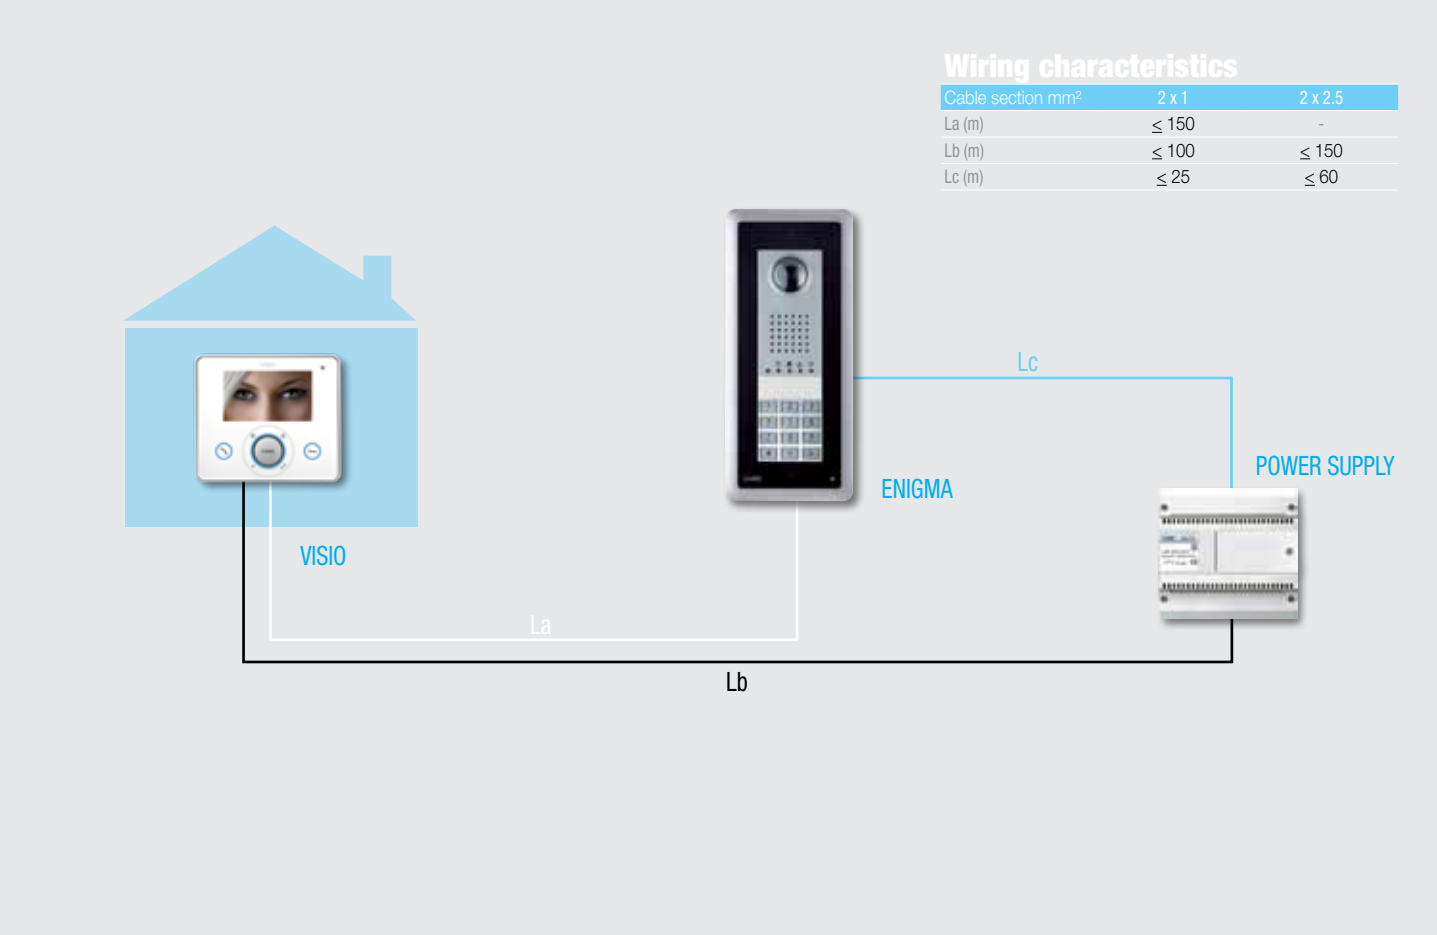 Wiring characteristics
Cable section mm² 2 x 1 2 x 2.5
La (m) ≤ 150 -
Lb (m) ≤ 100 ≤ 150
Lc (m) ≤ 25 ≤ 60
Lc
POWER SUPPLY
ENIGMA
VISIO
La
Lb